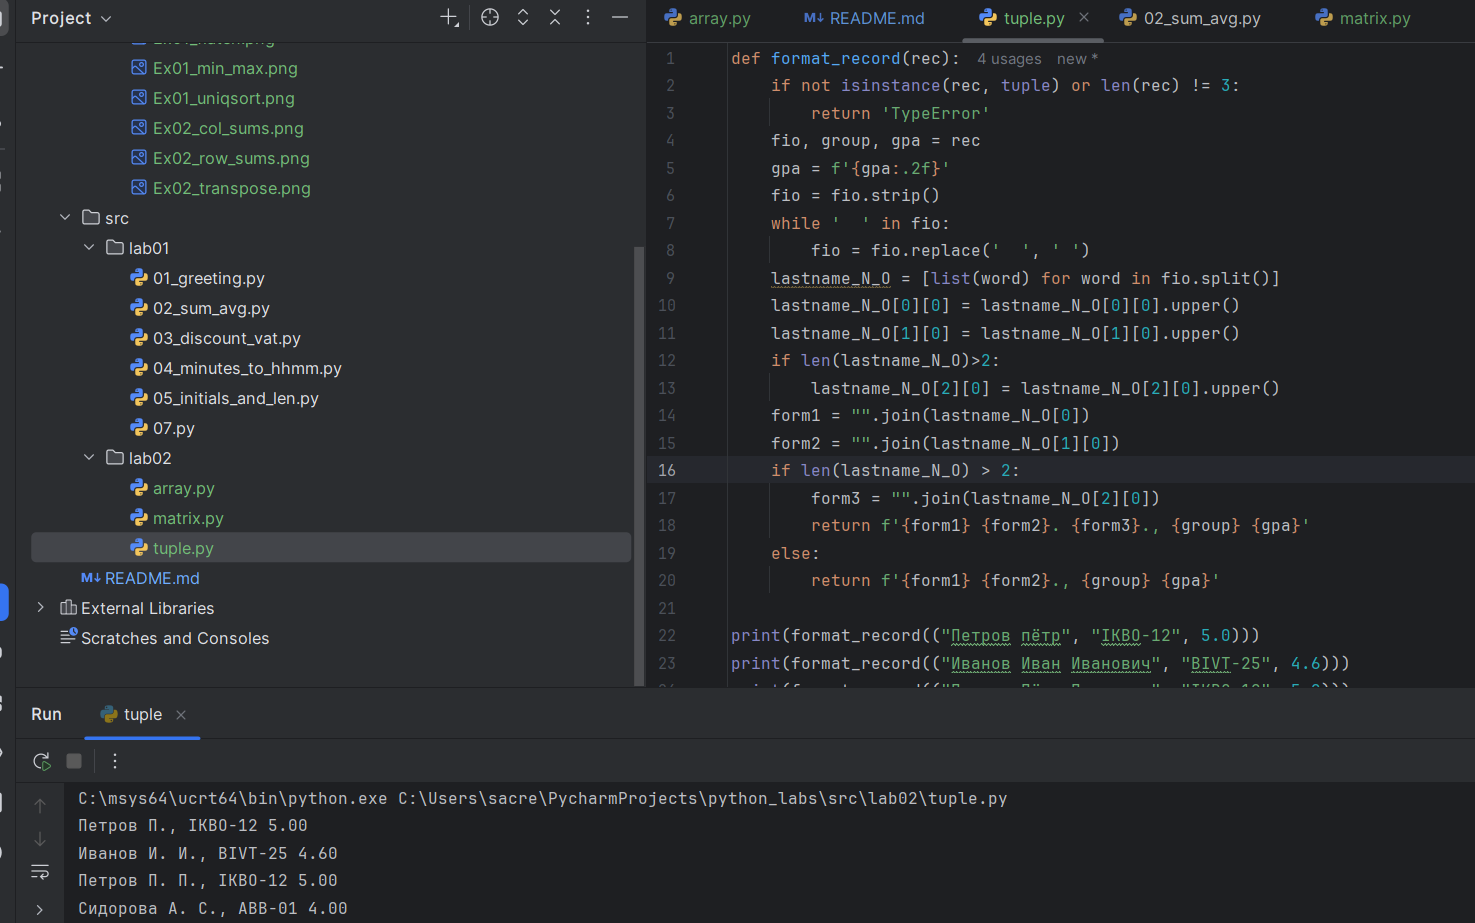 Project
Ex01_min_max.png
Ex01_uniqsort.png
Ex02_col_sums.png
Ex02_row_sums.png
Ex02_transpose.png
src
lab01
01_greeting.py
02_sum_avg.py
03_discount_vat.py
04_minutes_to_hhmm.py
05_initials_and_len.py
07.py
lab02
array.py
matrix.py
tuple.py
M↓ README.md
External Libraries
Scratches and Consoles
array.py M↓ README.md tuple.py × 02_sum_avg.py matrix.py
1 def format_record(rec): 4 usages new *
2 if not isinstance(rec, tuple) or len(rec) != 3:
3 return 'TypeError'
4 fio, group, gpa = rec
5 gpa = f'{gpa:.2f}'
6 fio = fio.strip()
7 while '  ' in fio:
8 fio = fio.replace('  ', ' ')
9 lastname_N_O = [list(word) for word in fio.split()]
10 lastname_N_O[0][0] = lastname_N_O[0][0].upper()
11 lastname_N_O[1][0] = lastname_N_O[1][0].upper()
12 if len(lastname_N_O)>2:
13 lastname_N_O[2][0] = lastname_N_O[2][0].upper()
14 form1 = "".join(lastname_N_O[0])
15 form2 = "".join(lastname_N_O[1][0])
16 if len(lastname_N_O) > 2:
17 form3 = "".join(lastname_N_O[2][0])
18 return f'{form1} {form2}. {form3}., {group} {gpa}'
19 else:
20 return f'{form1} {form2}., {group} {gpa}'
21
22 print(format_record(("Петров пётр", "IKBO-12", 5.0)))
23 print(format_record(("Иванов Иван Иванович", "BIVT-25", 4.6)))
Run tuple ×
C:\msys64\ucrt64\bin\python.exe C:\Users\sacre\PycharmProjects\python_labs\src\lab02\tuple.py
Петров П., IKBO-12 5.00
Иванов И. И., BIVT-25 4.60
Петров П. П., IKBO-12 5.00
Сидорова А. С., ABB-01 4.00